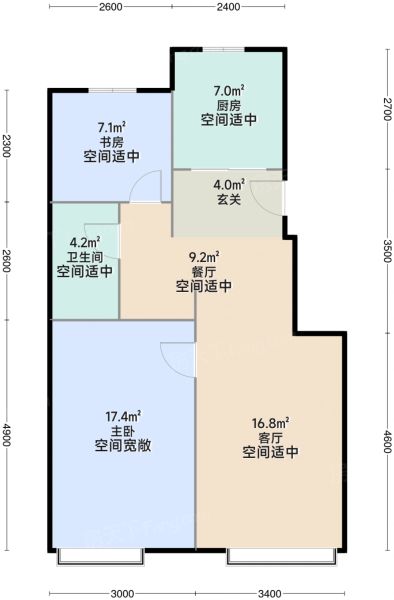 2600
2400
7.0㎡
厨房
空间适中
2700
7.1㎡
书房
空间适中
2300
4.0㎡
玄关
4.2㎡
卫生间
空间适中
2600
9.2㎡
餐厅
空间适中
3500
17.4㎡
主卧
空间宽敞
4900
16.8㎡
客厅
空间适中
4600
3000
3400